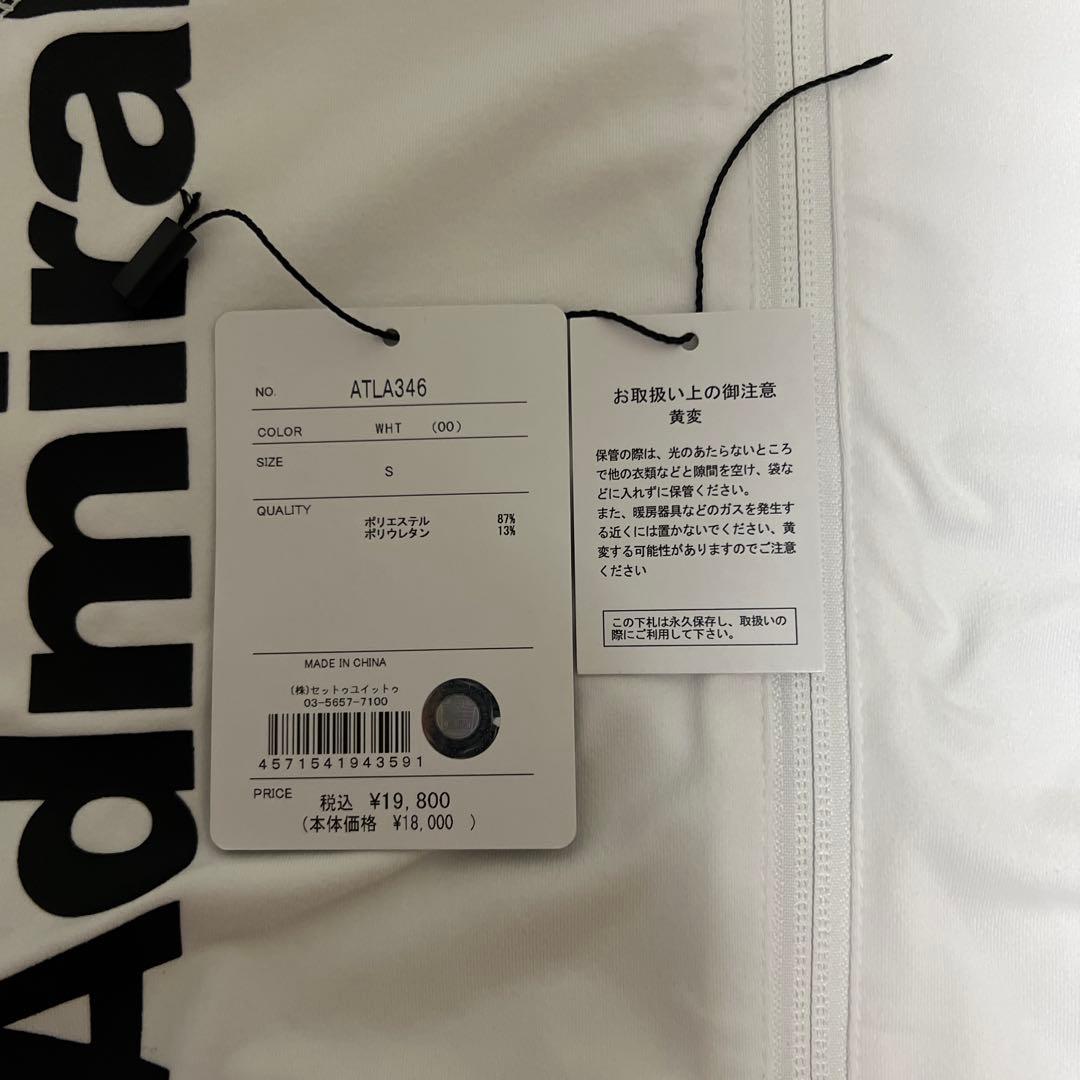 Admiral
NO. ATLA346
COLOR WHT (00)
SIZE S
QUALITY
ポリエステル 87%
ポリウレタン 13%
MADE IN CHINA
(株)セットゥユイットゥ
03-5657-7100
4571541943591
PRICE 税込 ¥19,800
(本体価格 ¥18,000 )
お取扱い上の御注意
黄変
保管の際は、光のあたらないところ
で他の衣類などと隙間を空け、袋な
どに入れずに保管ください。
また、暖房器具などのガスを発生す
る近くには置かないでください、黄
変する可能性がありますのでご注意
ください
この下札は永久保存し、取扱いの
際にご利用して下さい。